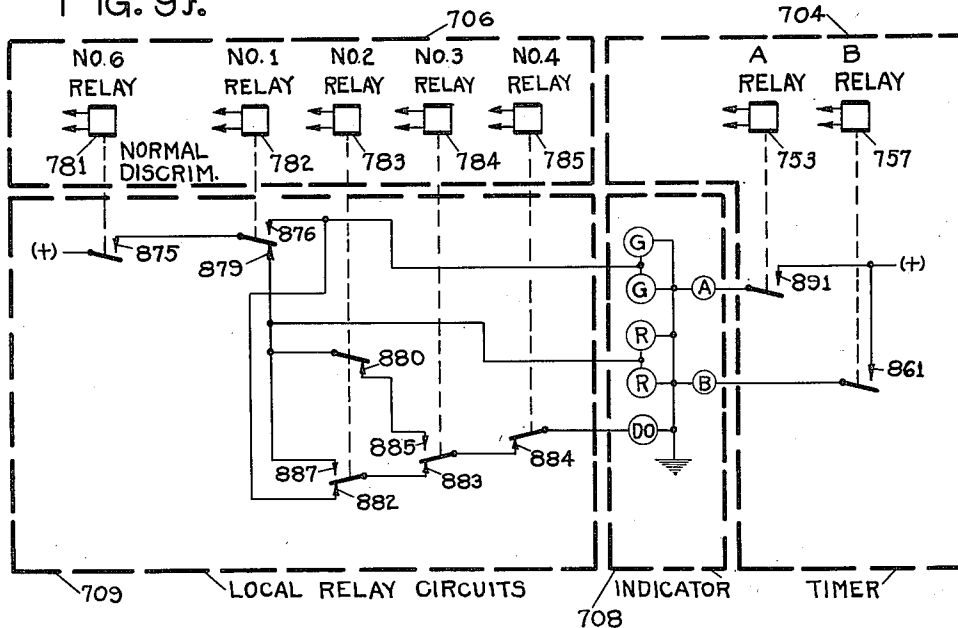 FIG. 9f.
706
704
NO.6 RELAY
NO.1 RELAY
NO.2 RELAY
NO.3 RELAY
NO.4 RELAY
A RELAY
B RELAY
781
NORMAL DISCRIM.
782
783
784
785
753
757
(+)
875
876
879
G
G
A
891
(+)
R
880
R
B
861
885
DO
884
887
883
882
709
LOCAL RELAY CIRCUITS
708
INDICATOR
TIMER